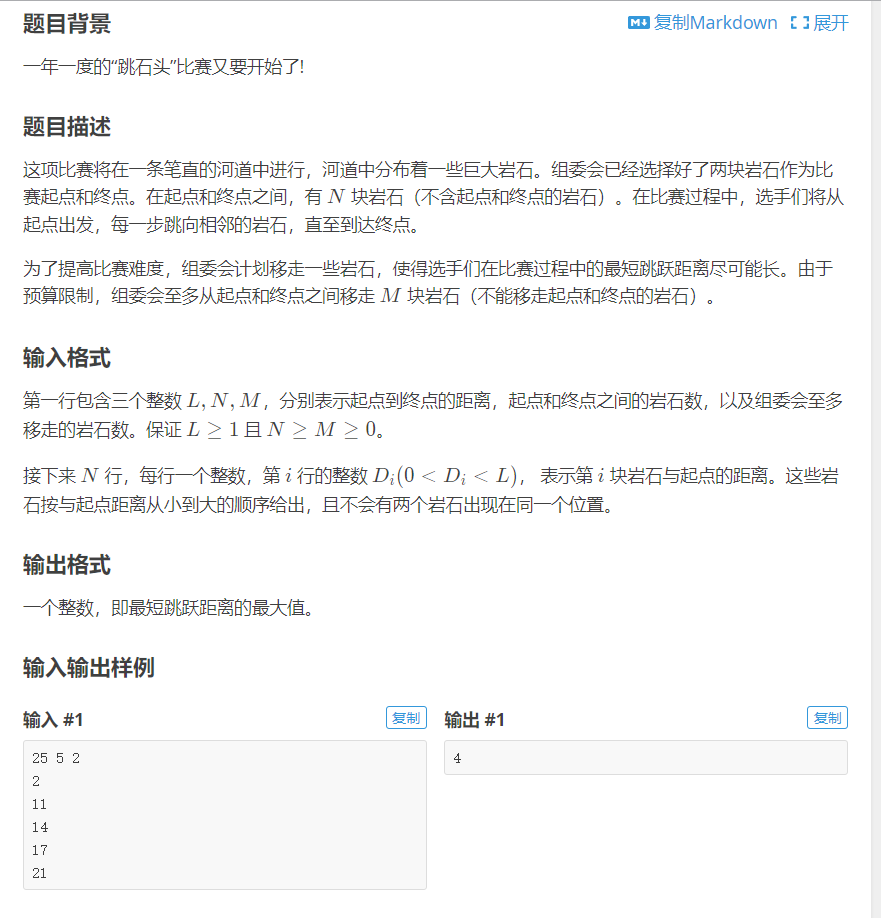 题目背景
复制Markdown 展开
一年一度的“跳石头”比赛又要开始了!
题目描述
这项比赛将在一条笔直的河道中进行，河道中分布着一些巨大岩石。组委会已经选择好了两块岩石作为比
赛起点和终点。在起点和终点之间，有 N 块岩石（不含起点和终点的岩石）。在比赛过程中，选手们将从
起点出发，每一步跳向相邻的岩石，直至到达终点。
为了提高比赛难度，组委会计划移走一些岩石，使得选手们在比赛过程中的最短跳跃距离尽可能长。由于
预算限制，组委会至多从起点和终点之间移走 M 块岩石（不能移走起点和终点的岩石）。
输入格式
第一行包含三个整数 L, N, M，分别表示起点到终点的距离，起点和终点之间的岩石数，以及组委会至多
移走的岩石数。保证 L ≥ 1 且 N ≥ M ≥ 0。
接下来 N 行，每行一个整数，第 i 行的整数 Dᵢ(0 < Dᵢ < L)， 表示第 i 块岩石与起点的距离。这些岩
石按与起点距离从小到大的顺序给出，且不会有两个岩石出现在同一个位置。
输出格式
一个整数，即最短跳跃距离的最大值。
输入输出样例
输入 #1
复制
25 5 2
2
11
14
17
21
输出 #1
复制
4